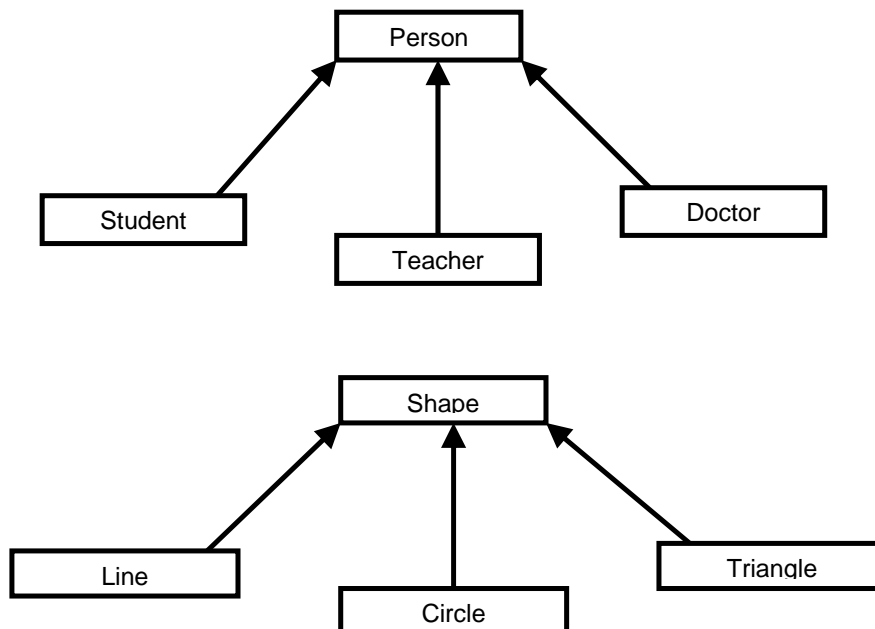 Person
Student
Teacher
Doctor
Shape
Line
Circle
Triangle